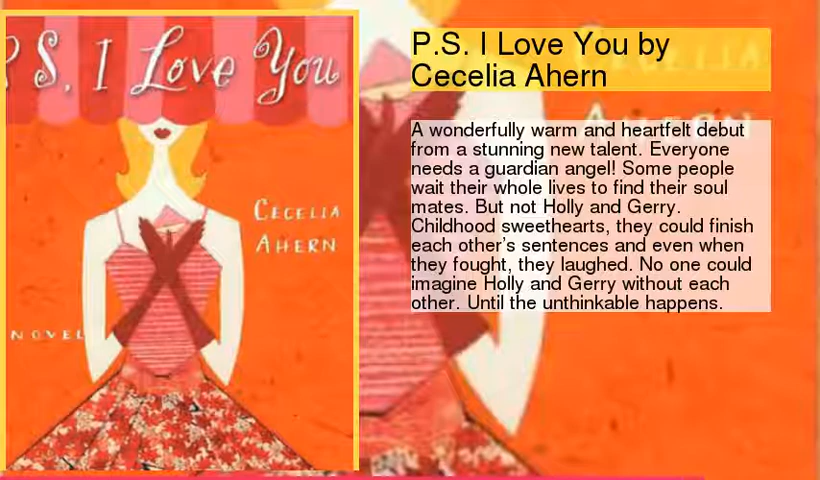 P.S. I Love You
CECELIA
AHERN
NOVEL
P.S. I Love You by
Cecelia Ahern
A wonderfully warm and heartfelt debut
from a stunning new talent. Everyone
needs a guardian angel! Some people
wait their whole lives to find their soul
mates. But not Holly and Gerry.
Childhood sweethearts, they could finish
each other's sentences and even when
they fought, they laughed. No one could
imagine Holly and Gerry without each
other. Until the unthinkable happens.
CECELIA
AHERN